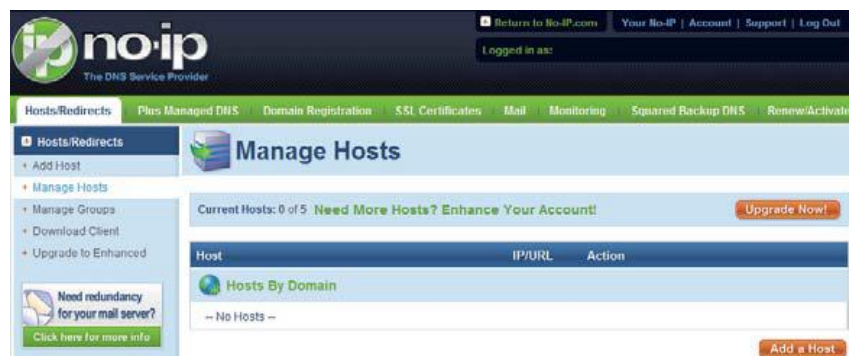 no-ip
The DNS Service Provider
Return to No-IP.com
Your No-IP | Account | Support | Log Out
Logged in as:
Hosts/Redirects Plus Managed DNS Domain Registration SSL Certificates Mail Monitoring Squared Backup DNS Renew/Activate
Hosts/Redirects
Add Host
Manage Hosts
Manage Groups
Download Client
Upgrade to Enhanced
Need redundancy
for your mail server?
Click here for more info
Manage Hosts
Current Hosts: 0 of 5 Need More Hosts? Enhance Your Account!
Upgrade Now!
Host IP/URL Action
Hosts By Domain
-- No Hosts --
Add a Host